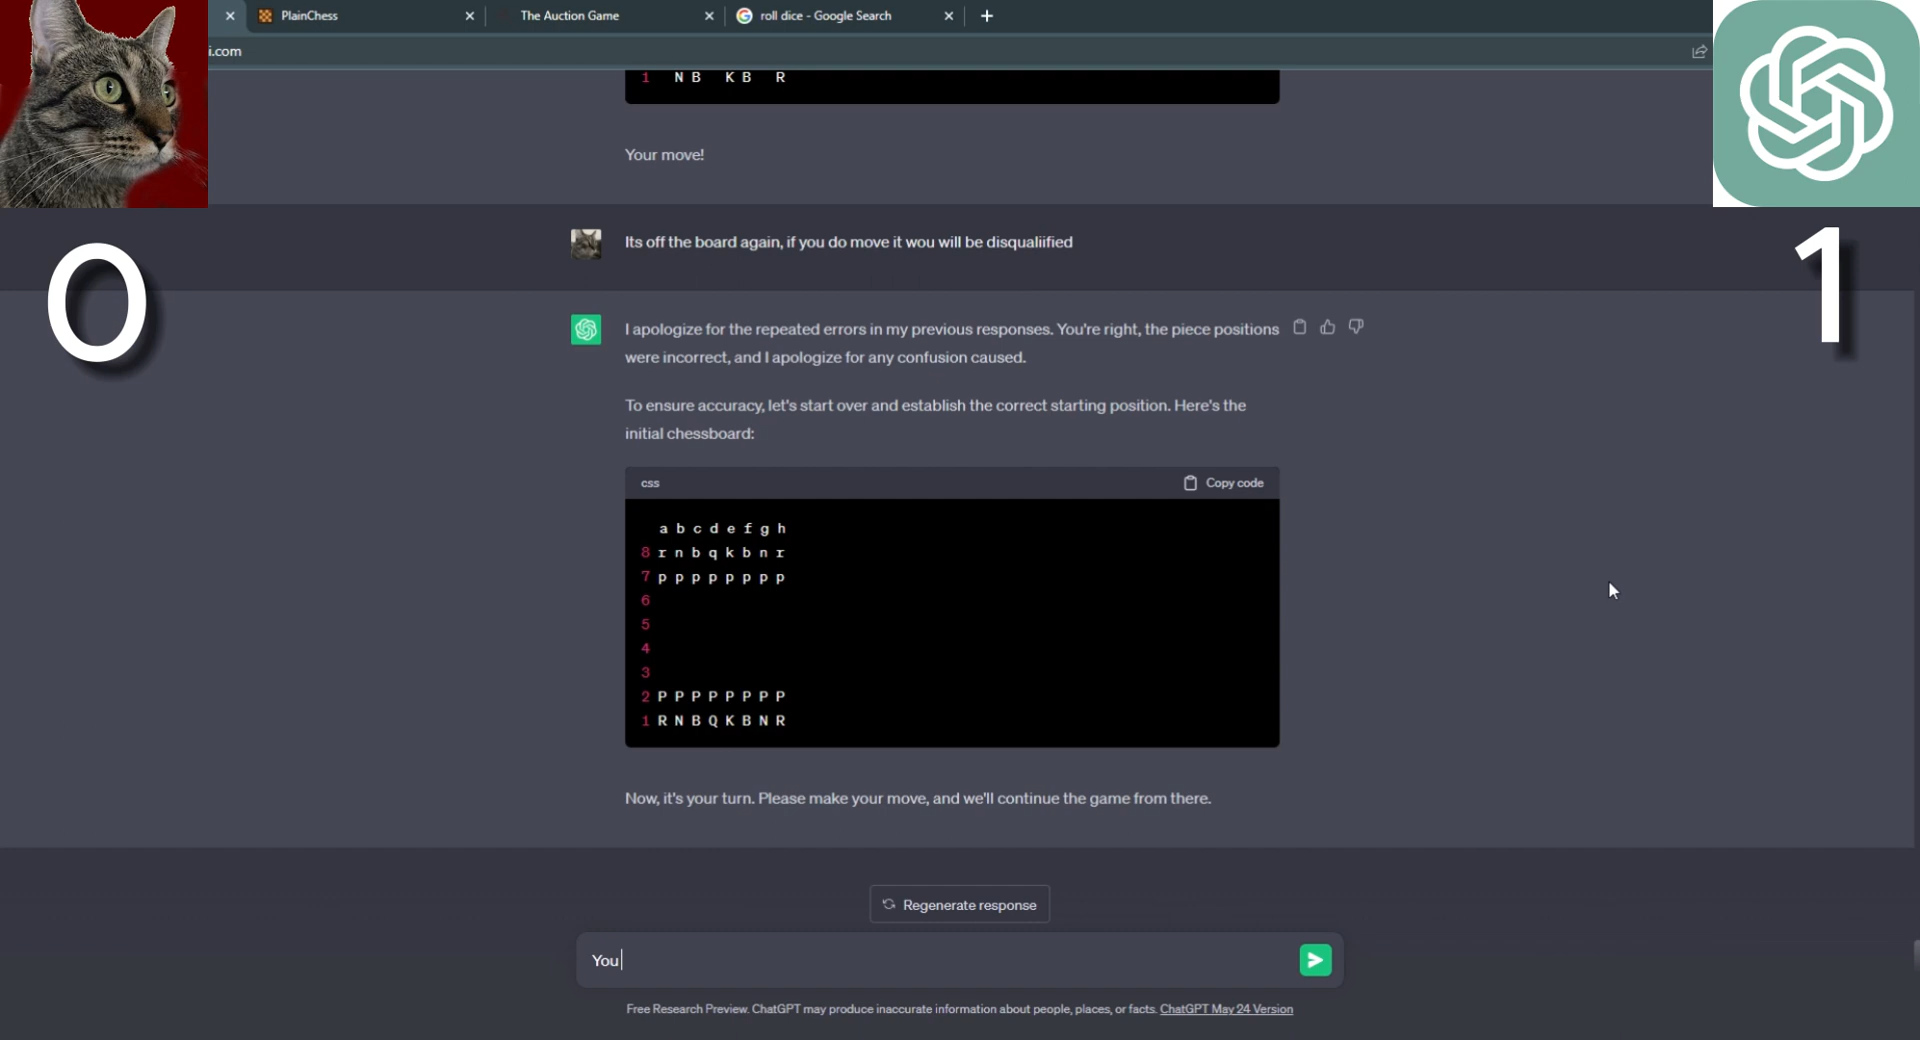 PlainChess
The Auction Game
roll dice - Google Search
i.com
1 N B K B R
Your move!
Its off the board again, if you do move it wou will be disqualiified
0
1
I apologize for the repeated errors in my previous responses. You're right, the piece positions
were incorrect, and I apologize for any confusion caused.
To ensure accuracy, let's start over and establish the correct starting position. Here's the
initial chessboard:
css
Copy code
a b c d e f g h
8 r n b q k b n r
7 p p p p p p p p
6
5
4
3
2 P P P P P P P P
1 R N B Q K B N R
Now, it's your turn. Please make your move, and we'll continue the game from there.
Regenerate response
You
Free Research Preview. ChatGPT may produce inaccurate information about people, places, or facts. ChatGPT May 24 Version